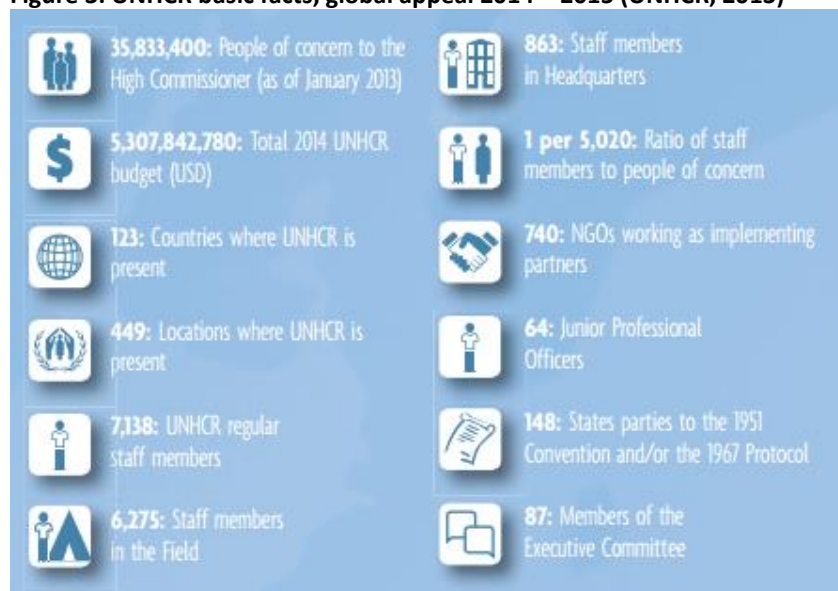 35,833,400: People of concern to the
High Commissioner (as of January 2013)
5,307,842,780: Total 2014 UNHCR
budget (USD)
123: Countries where UNHCR is
present
449: Locations where UNHCR is
present
7,138: UNHCR regular
staff members
6,275: Staff members
in the Field
863: Staff members
in Headquarters
1 per 5,020: Ratio of staff
members to people of concern
740: NGOs working as implementing
partners
64: Junior Professional
Officers
148: States parties to the 1951
Convention and/or the 1967 Protocol
87: Members of the
Executive Committee